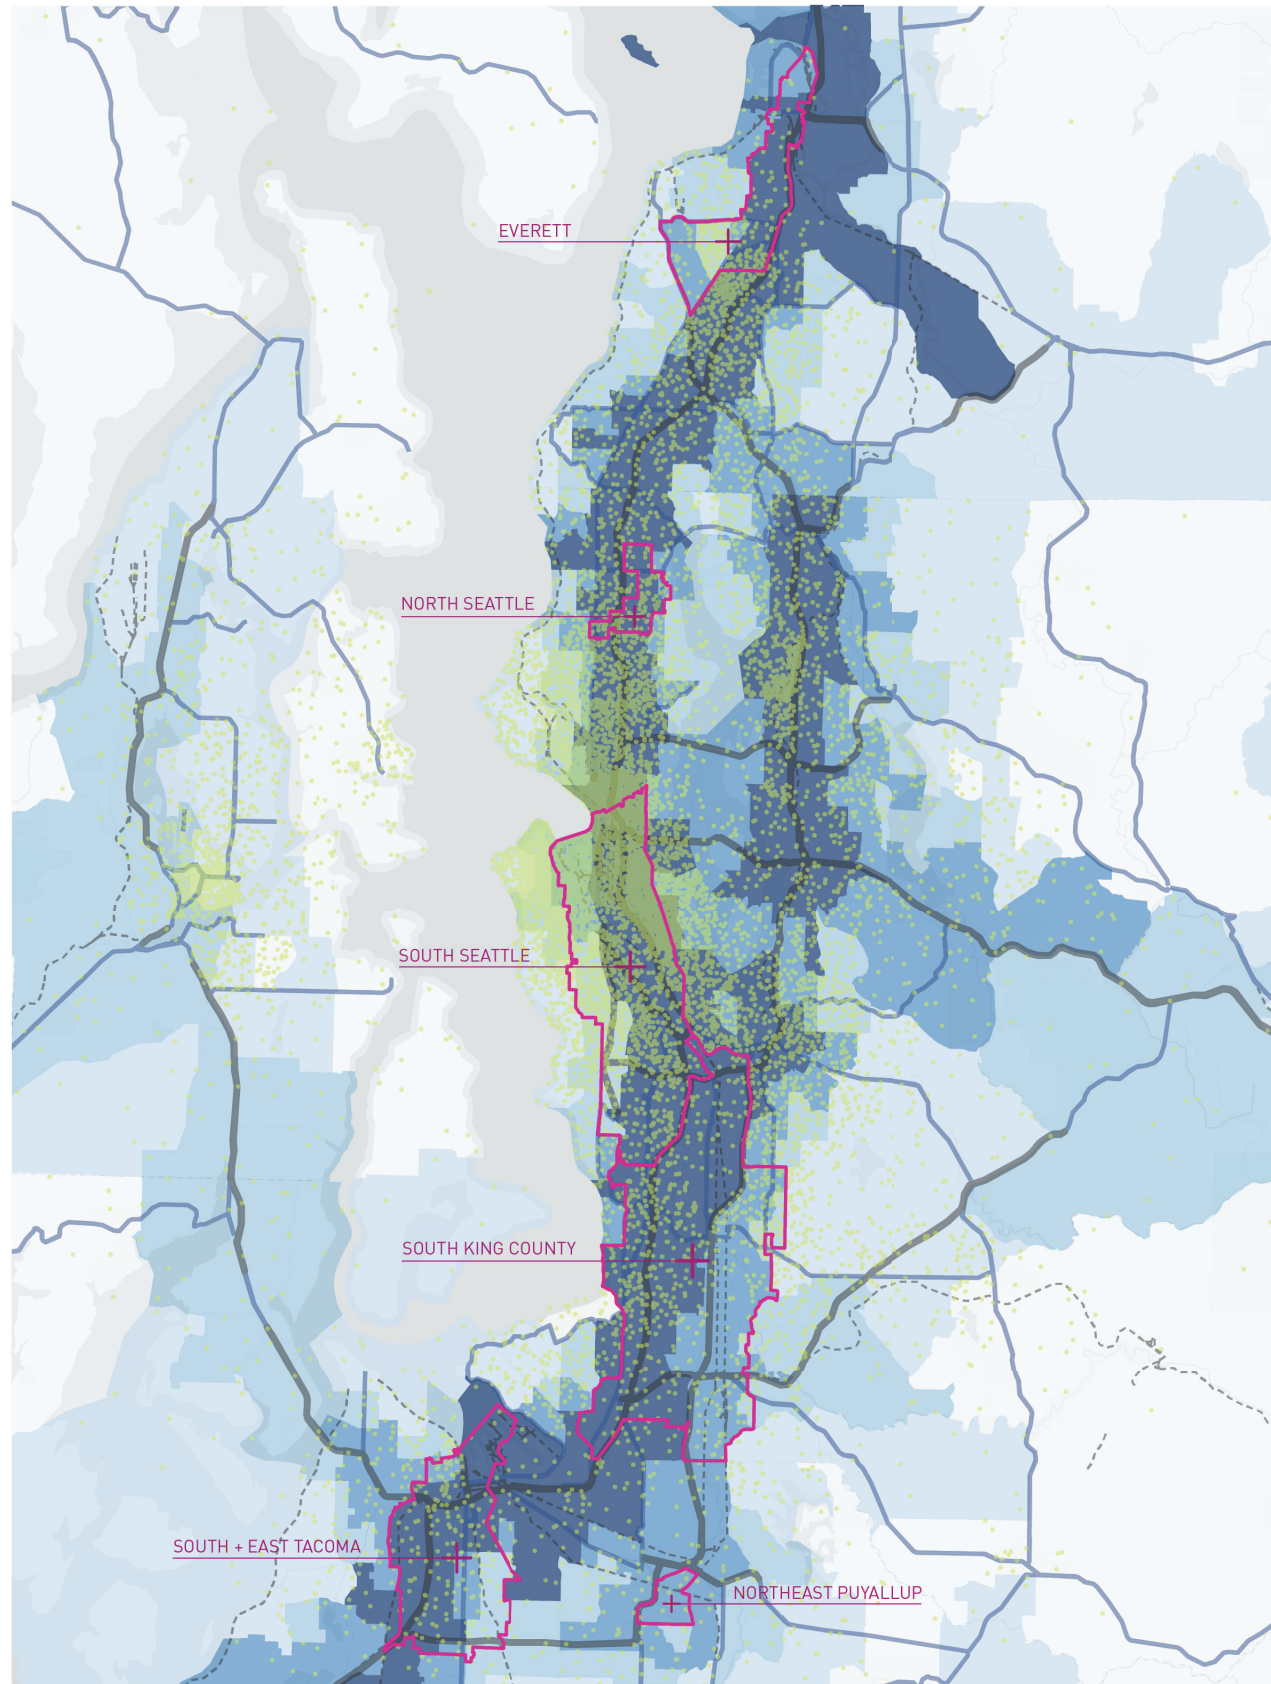 EVERETT
NORTH SEATTLE
SOUTH SEATTLE
SOUTH KING COUNTY
SOUTH + EAST TACOMA
NORTHEAST PUYALLUP